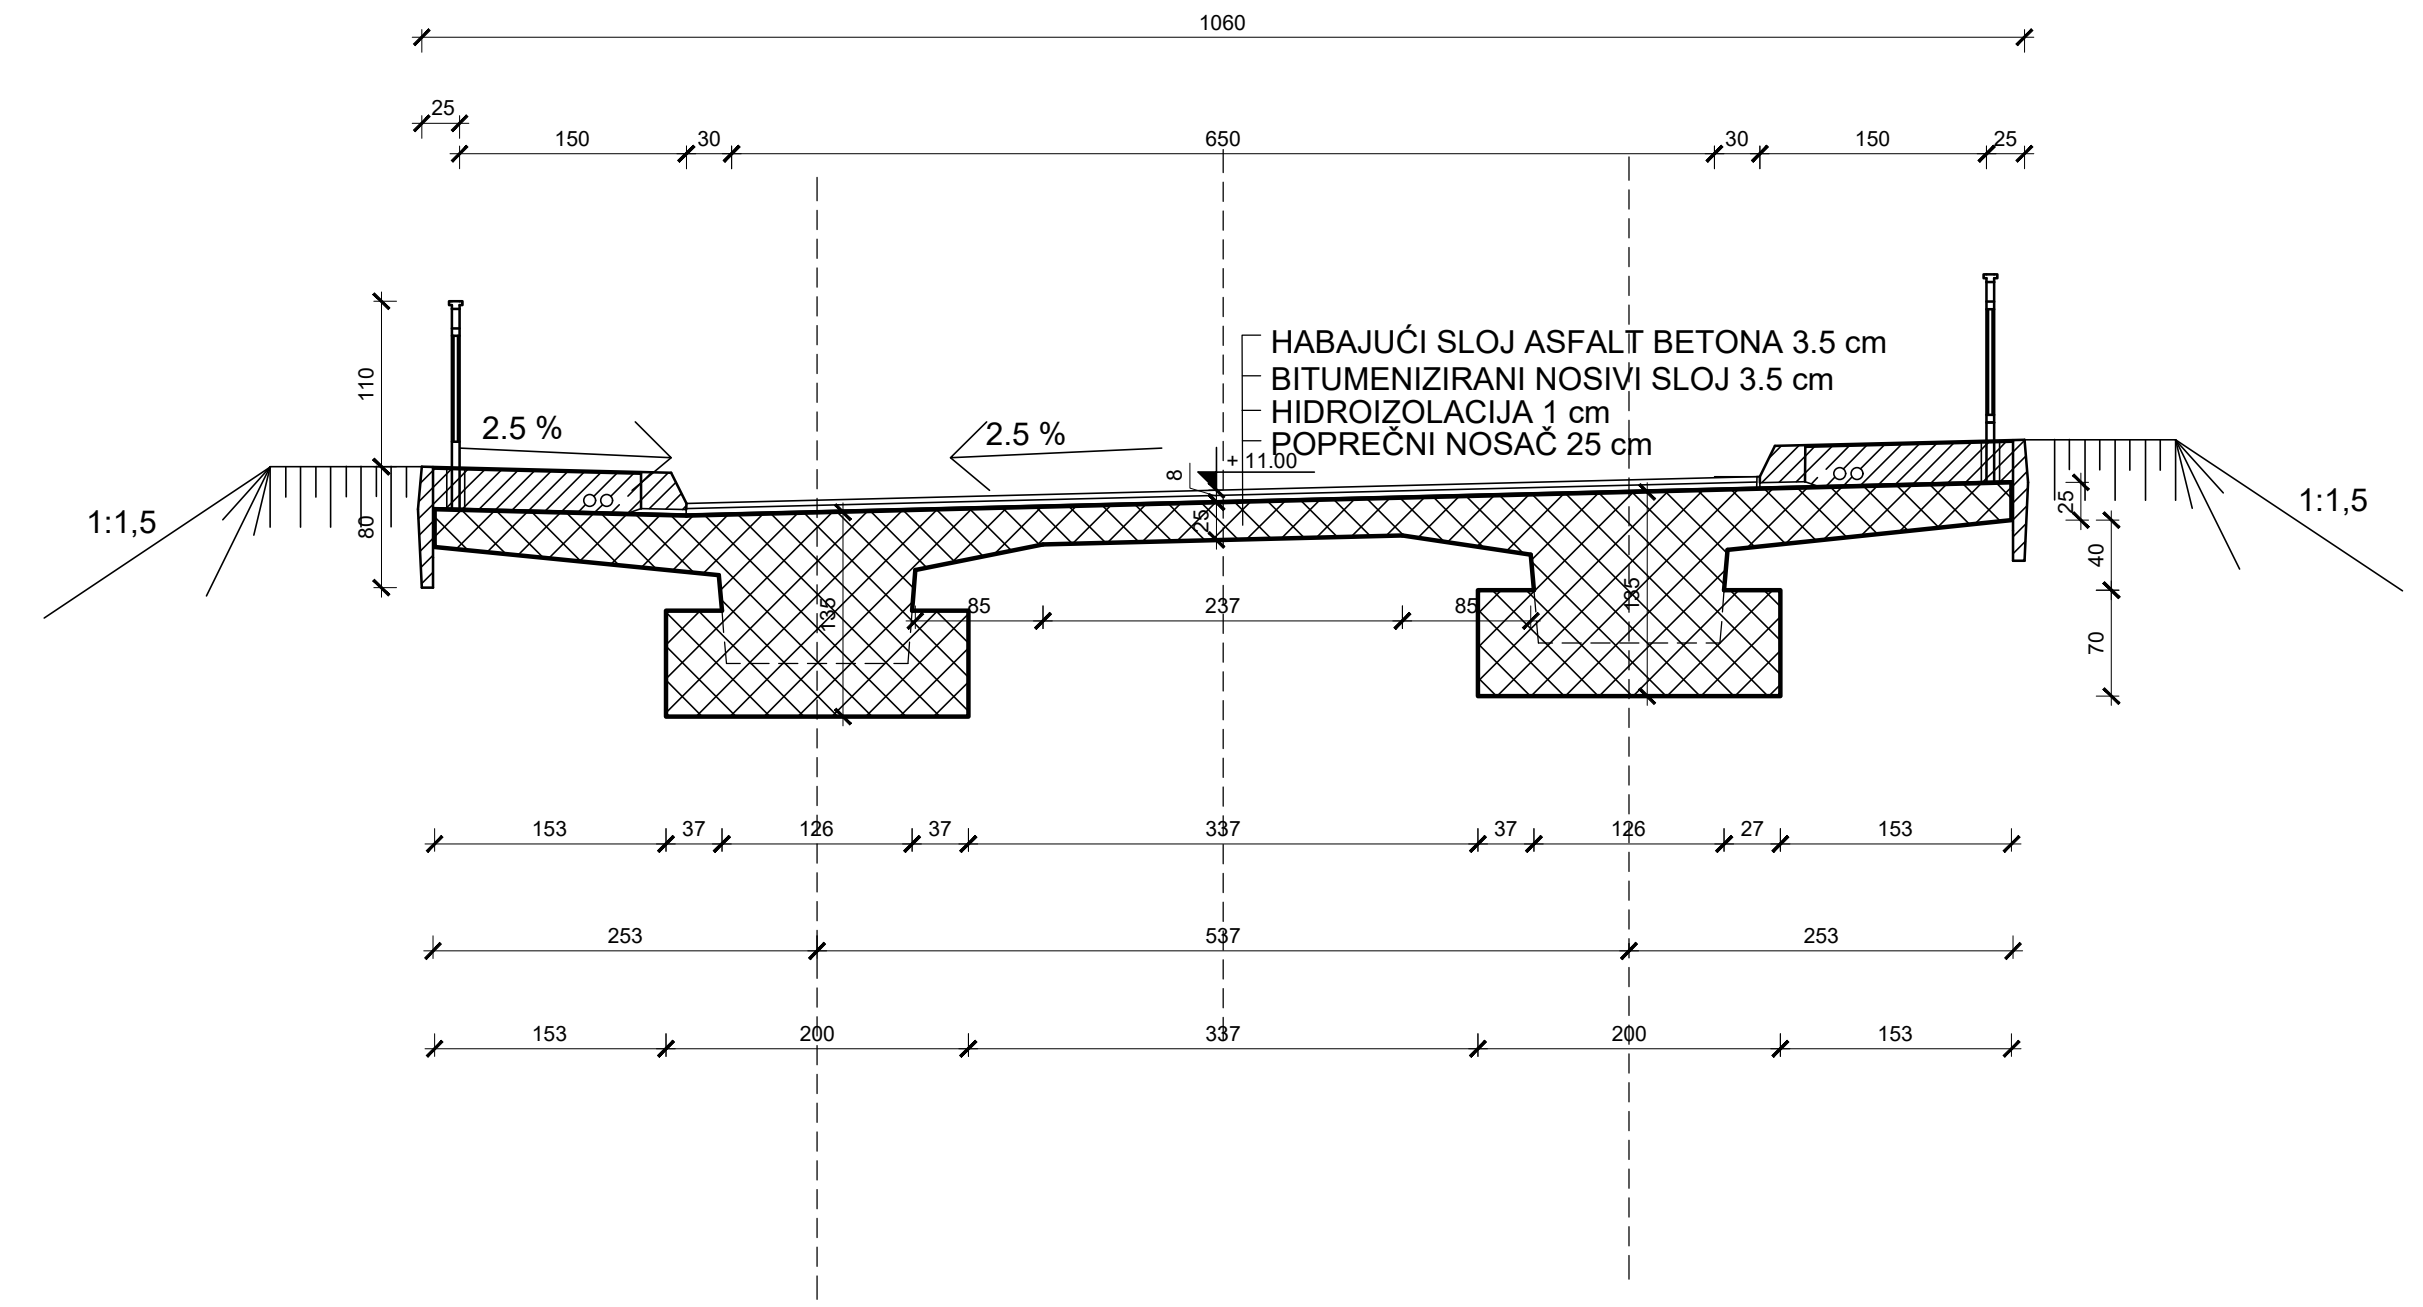 1060
25
150 30 650 30 150 25
HABAJUĆI SLOJ ASFALT BETONA 3.5 cm
BITUMENIZIRANI NOSIVI SLOJ 3.5 cm
HIDROIZOLACIJA 1 cm
POPREČNI NOSAČ 25 cm
110
2.5 %
2.5 %
+ 11.00
8
1:1,5
80
25
25
1:1,5
40
135
85 237 85
135
70
153 37 126 37 337 37 126 27 153
253 537 253
153 200 337 200 153